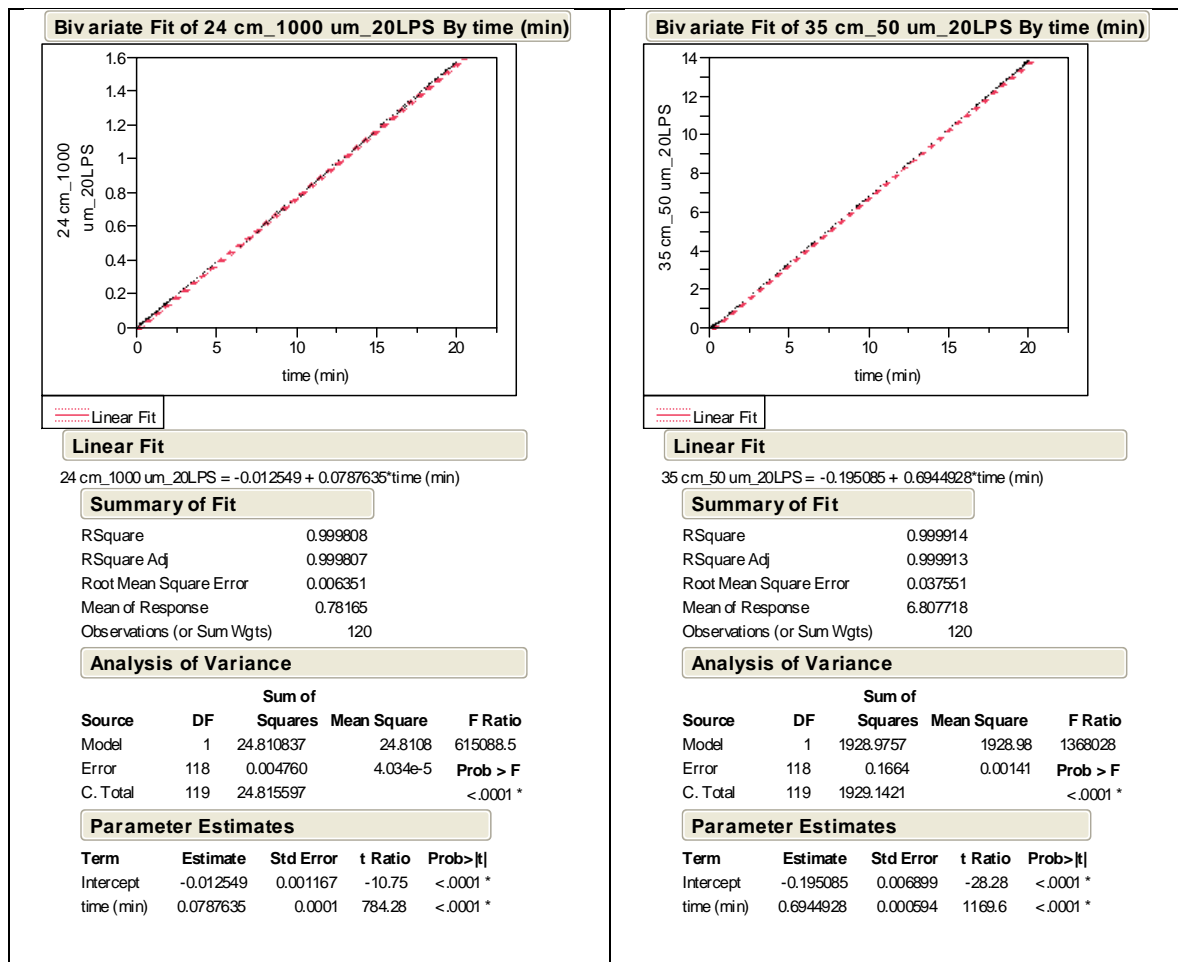 Bivariate Fit of 24 cm_1000 um_20LPS By time (min)
1.6
1.4
1.2
1
0.8
0.6
0.4
0.2
0
24 cm_1000
um_20LPS
0 5 10 15 20
time (min)
Linear Fit
Linear Fit
24 cm_1000 um_20LPS = -0.012549 + 0.0787635*time (min)
Summary of Fit
RSquare 0.999808
RSquare Adj 0.999807
Root Mean Square Error 0.006351
Mean of Response 0.78165
Observations (or Sum Wgts) 120
Analysis of Variance
Sum of
Source DF Squares Mean Square F Ratio
Model 1 24.810837 24.8108 615088.5
Error 118 0.004760 4.034e-5 Prob > F
C. Total 119 24.815597 <.0001 *
Parameter Estimates
Term Estimate Std Error t Ratio Prob>|t|
Intercept -0.012549 0.001167 -10.75 <.0001 *
time (min) 0.0787635 0.0001 784.28 <.0001 *
Bivariate Fit of 35 cm_50 um_20LPS By time (min)
14
12
10
8
6
4
2
0
35 cm_50 um_20LPS
0 5 10 15 20
time (min)
Linear Fit
Linear Fit
35 cm_50 um_20LPS = -0.195085 + 0.6944928*time (min)
Summary of Fit
RSquare 0.999914
RSquare Adj 0.999913
Root Mean Square Error 0.037551
Mean of Response 6.807718
Observations (or Sum Wgts) 120
Analysis of Variance
Sum of
Source DF Squares Mean Square F Ratio
Model 1 1928.9757 1928.98 1368028
Error 118 0.1664 0.00141 Prob > F
C. Total 119 1929.1421 <.0001 *
Parameter Estimates
Term Estimate Std Error t Ratio Prob>|t|
Intercept -0.195085 0.006899 -28.28 <.0001 *
time (min) 0.6944928 0.000594 1169.6 <.0001 *